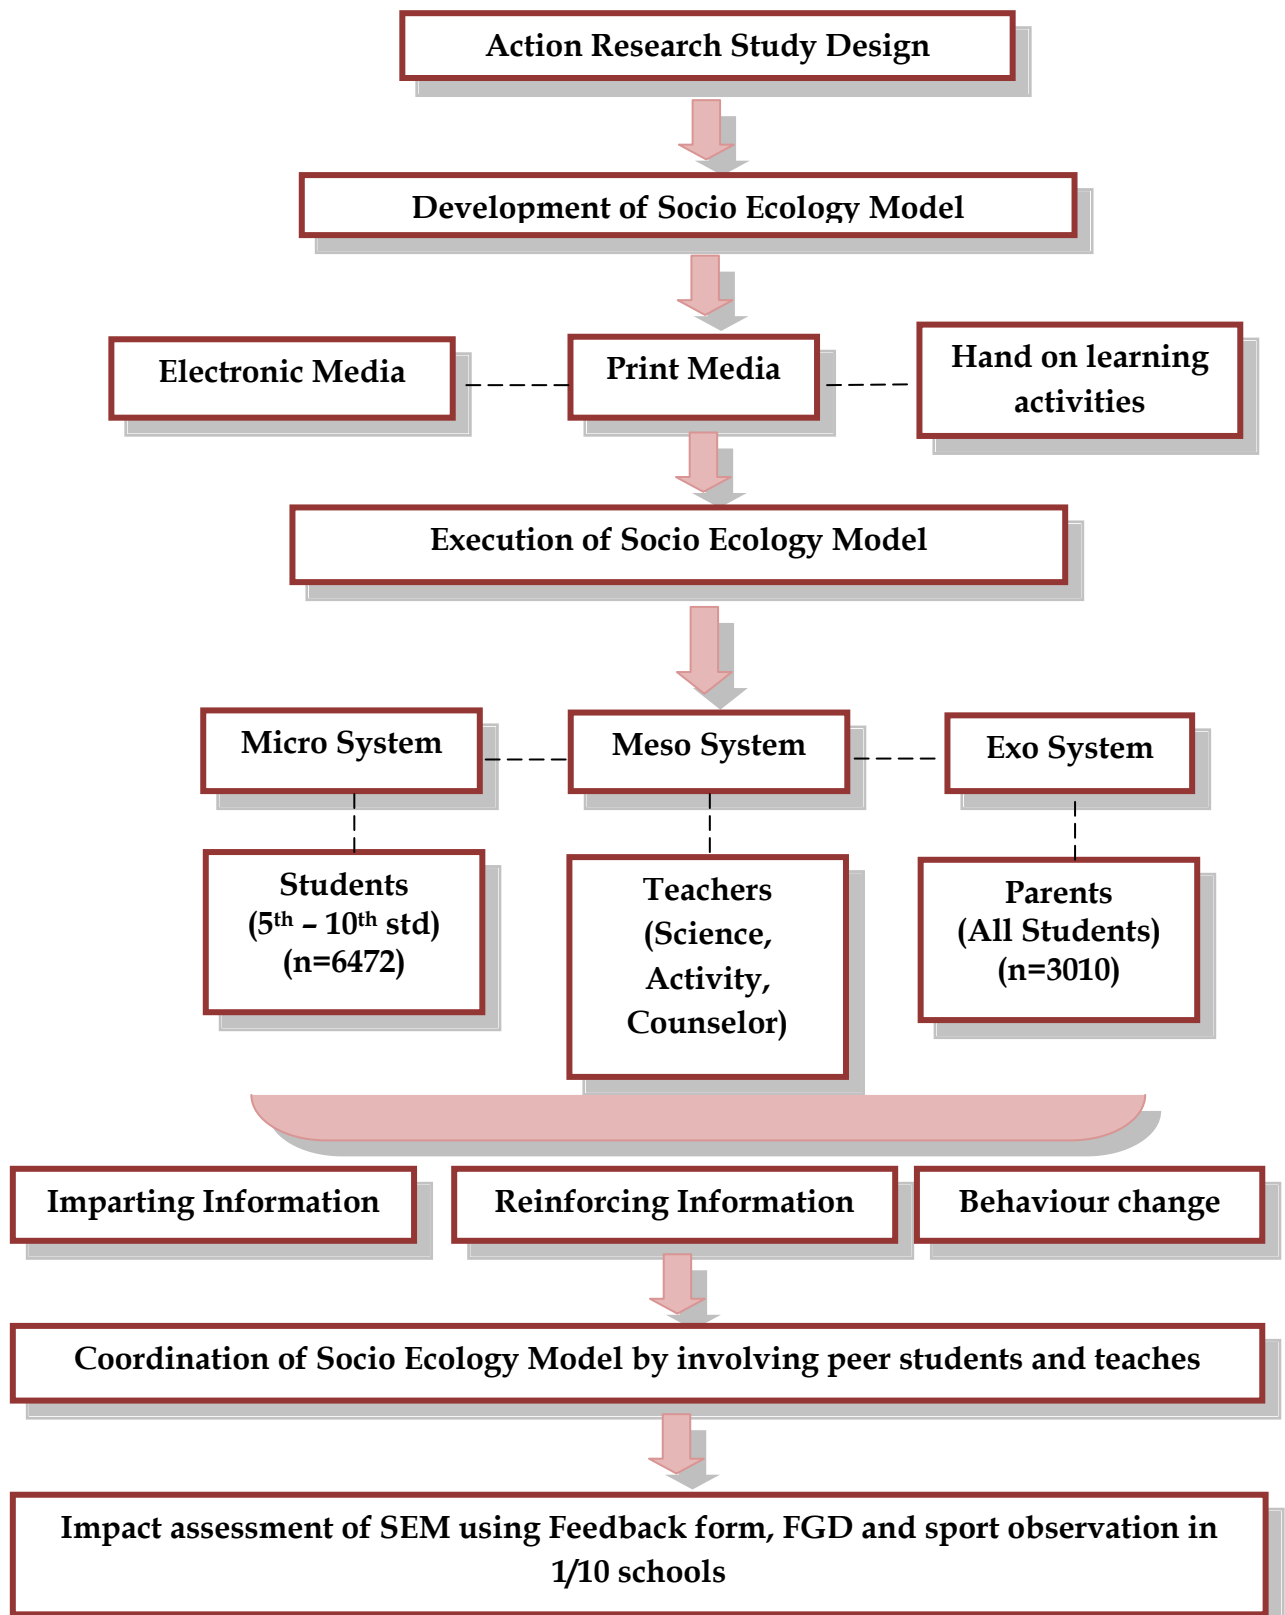 Action Research Study Design
Development of Socio Ecology Model
Electronic Media
Print Media
Hand on learning
activities
Execution of Socio Ecology Model
Micro System
Meso System
Exo System
Students
(5th – 10th std)
(n=6472)
Teachers
(Science,
Activity,
Counselor)
Parents
(All Students)
(n=3010)
Imparting Information
Reinforcing Information
Behaviour change
Coordination of Socio Ecology Model by involving peer students and teaches
Impact assessment of SEM using Feedback form, FGD and sport observation in
1/10 schools